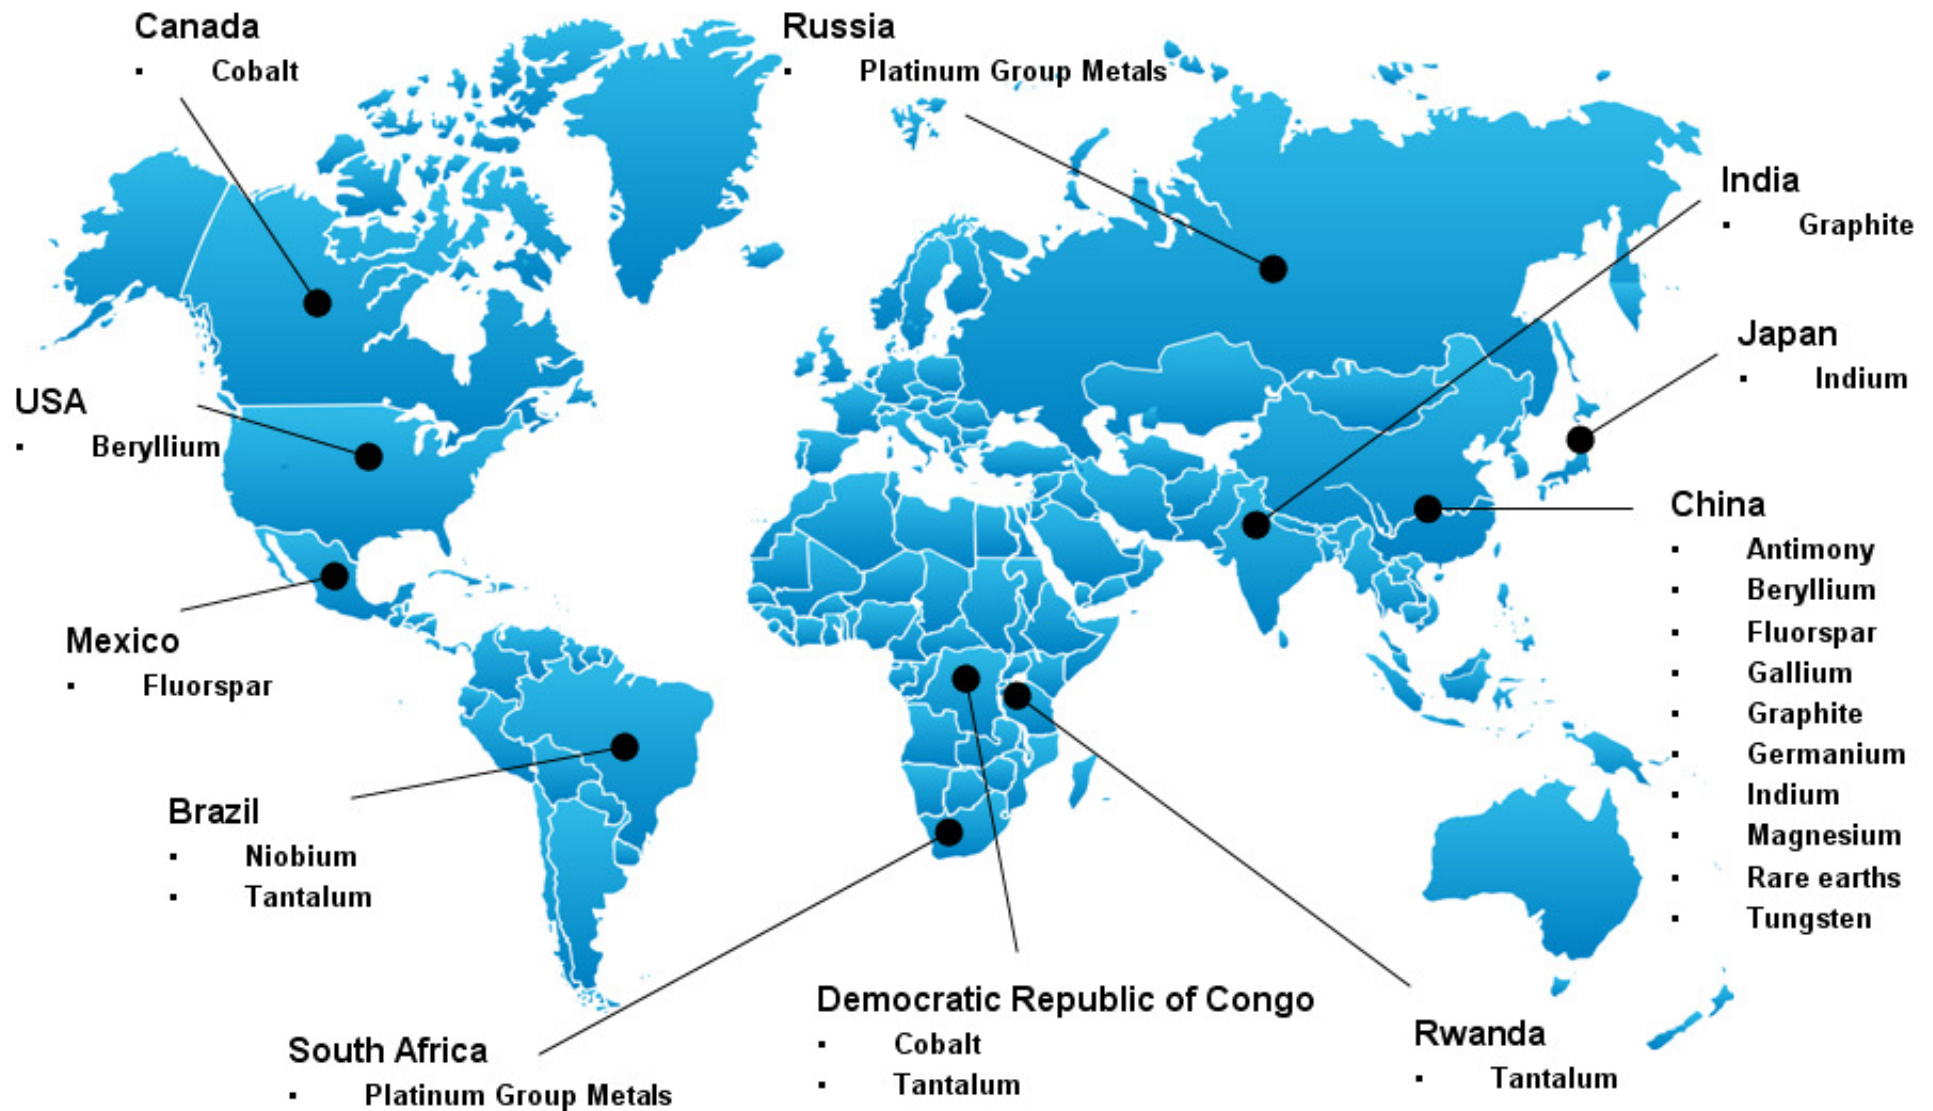 Canada
▪ Cobalt
Russia
▪ Platinum Group Metals
India
▪ Graphite
Japan
▪ Indium
USA
▪ Beryllium
China
▪ Antimony
▪ Beryllium
▪ Fluorspar
▪ Gallium
▪ Graphite
▪ Germanium
▪ Indium
▪ Magnesium
▪ Rare earths
▪ Tungsten
Mexico
▪ Fluorspar
Brazil
▪ Niobium
▪ Tantalum
South Africa
▪ Platinum Group Metals
Democratic Republic of Congo
▪ Cobalt
▪ Tantalum
Rwanda
▪ Tantalum